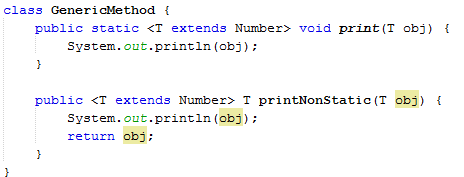 class GenericMethod {
    public static <T extends Number> void print(T obj) {
        System.out.println(obj);
    }

    public <T extends Number> T printNonStatic(T obj) {
        System.out.println(obj);
        return obj;
    }
}